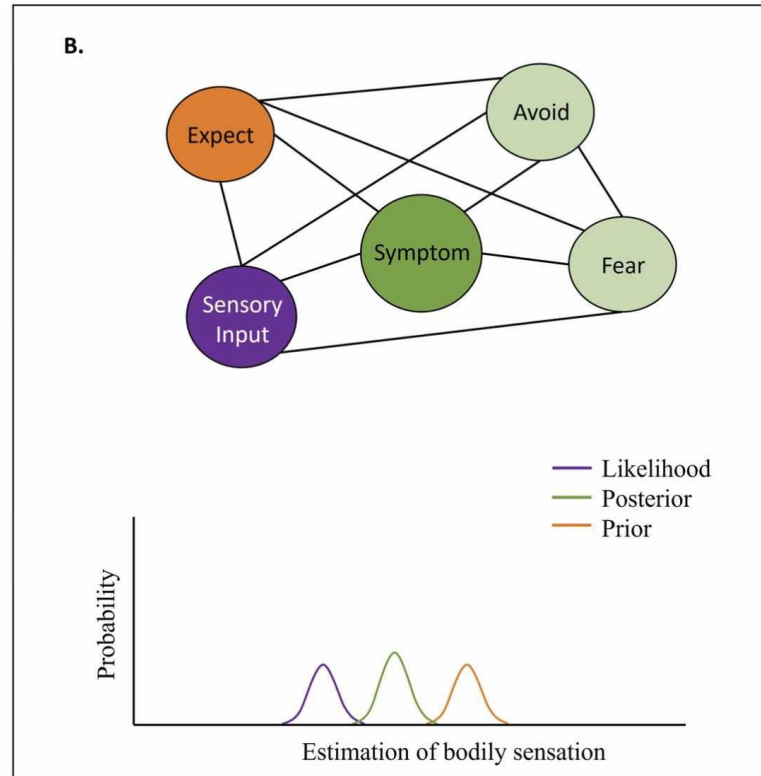 B.
Expect
Avoid
Symptom
Fear
Sensory
Input
Likelihood
Posterior
Prior
Probability
Estimation of bodily sensation